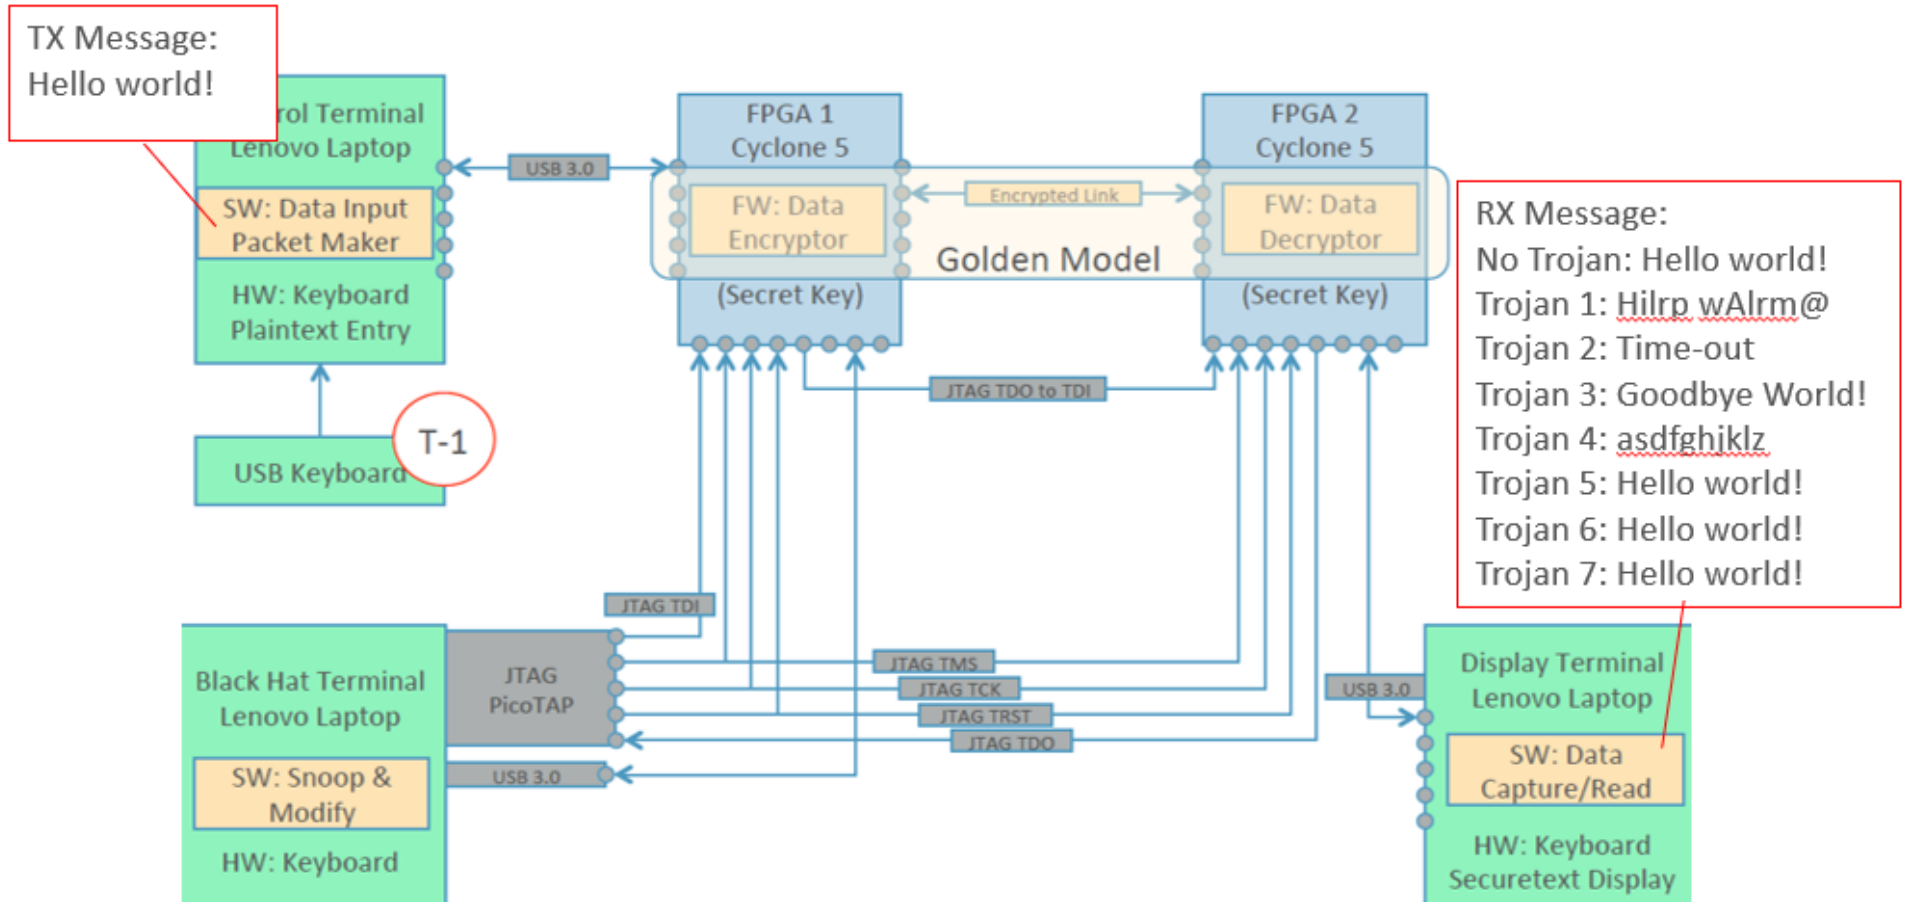 TX Message:
Hello world!
rol Terminal
Lenovo Laptop
SW: Data Input
Packet Maker
HW: Keyboard
Plaintext Entry
USB Keyboard
T-1
USB 3.0
FPGA 1
Cyclone 5
FW: Data
Encryptor
(Secret Key)
Encrypted Link
Golden Model
FPGA 2
Cyclone 5
FW: Data
Decryptor
(Secret Key)
JTAG TDO to TDI
RX Message:
No Trojan: Hello world!
Trojan 1: Hilrp wAlrm@
Trojan 2: Time-out
Trojan 3: Goodbye World!
Trojan 4: asdfghjklz
Trojan 5: Hello world!
Trojan 6: Hello world!
Trojan 7: Hello world!
JTAG TDI
Black Hat Terminal
Lenovo Laptop
SW: Snoop &
Modify
HW: Keyboard
JTAG
PicoTAP
USB 3.0
JTAG TMS
JTAG TCK
JTAG TRST
JTAG TDO
USB 3.0
Display Terminal
Lenovo Laptop
SW: Data
Capture/Read
HW: Keyboard
Securetext Display